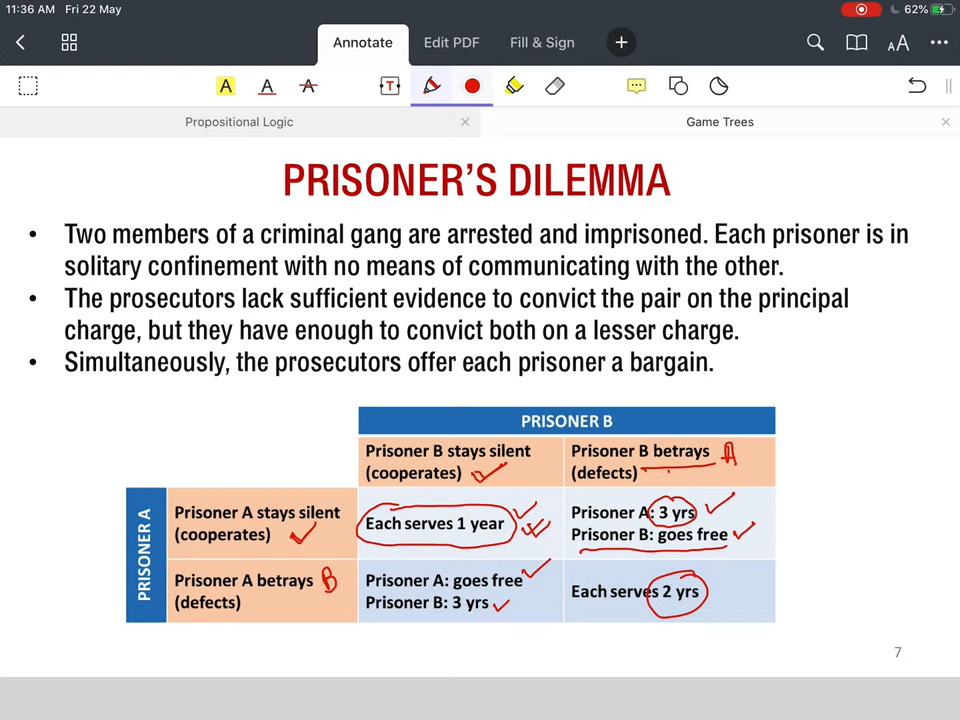 11:36 AM Fri 22 May
62%
Annotate
Edit PDF
Fill & Sign
A
A
A
T
AA
Propositional Logic
Game Trees
PRISONER'S DILEMMA
• Two members of a criminal gang are arrested and imprisoned. Each prisoner is in
solitary confinement with no means of communicating with the other.
• The prosecutors lack sufficient evidence to convict the pair on the principal
charge, but they have enough to convict both on a lesser charge.
• Simultaneously, the prosecutors offer each prisoner a bargain.
PRISONER B
Prisoner B stays silent
(cooperates)
Prisoner B betrays A
(defects)
PRISONER A
Prisoner A stays silent
(cooperates)
Each serves 1 year
Prisoner A: 3 yrs
Prisoner B: goes free
Prisoner A betrays B
(defects)
Prisoner A: goes free
Prisoner B: 3 yrs
Each serves 2 yrs
7